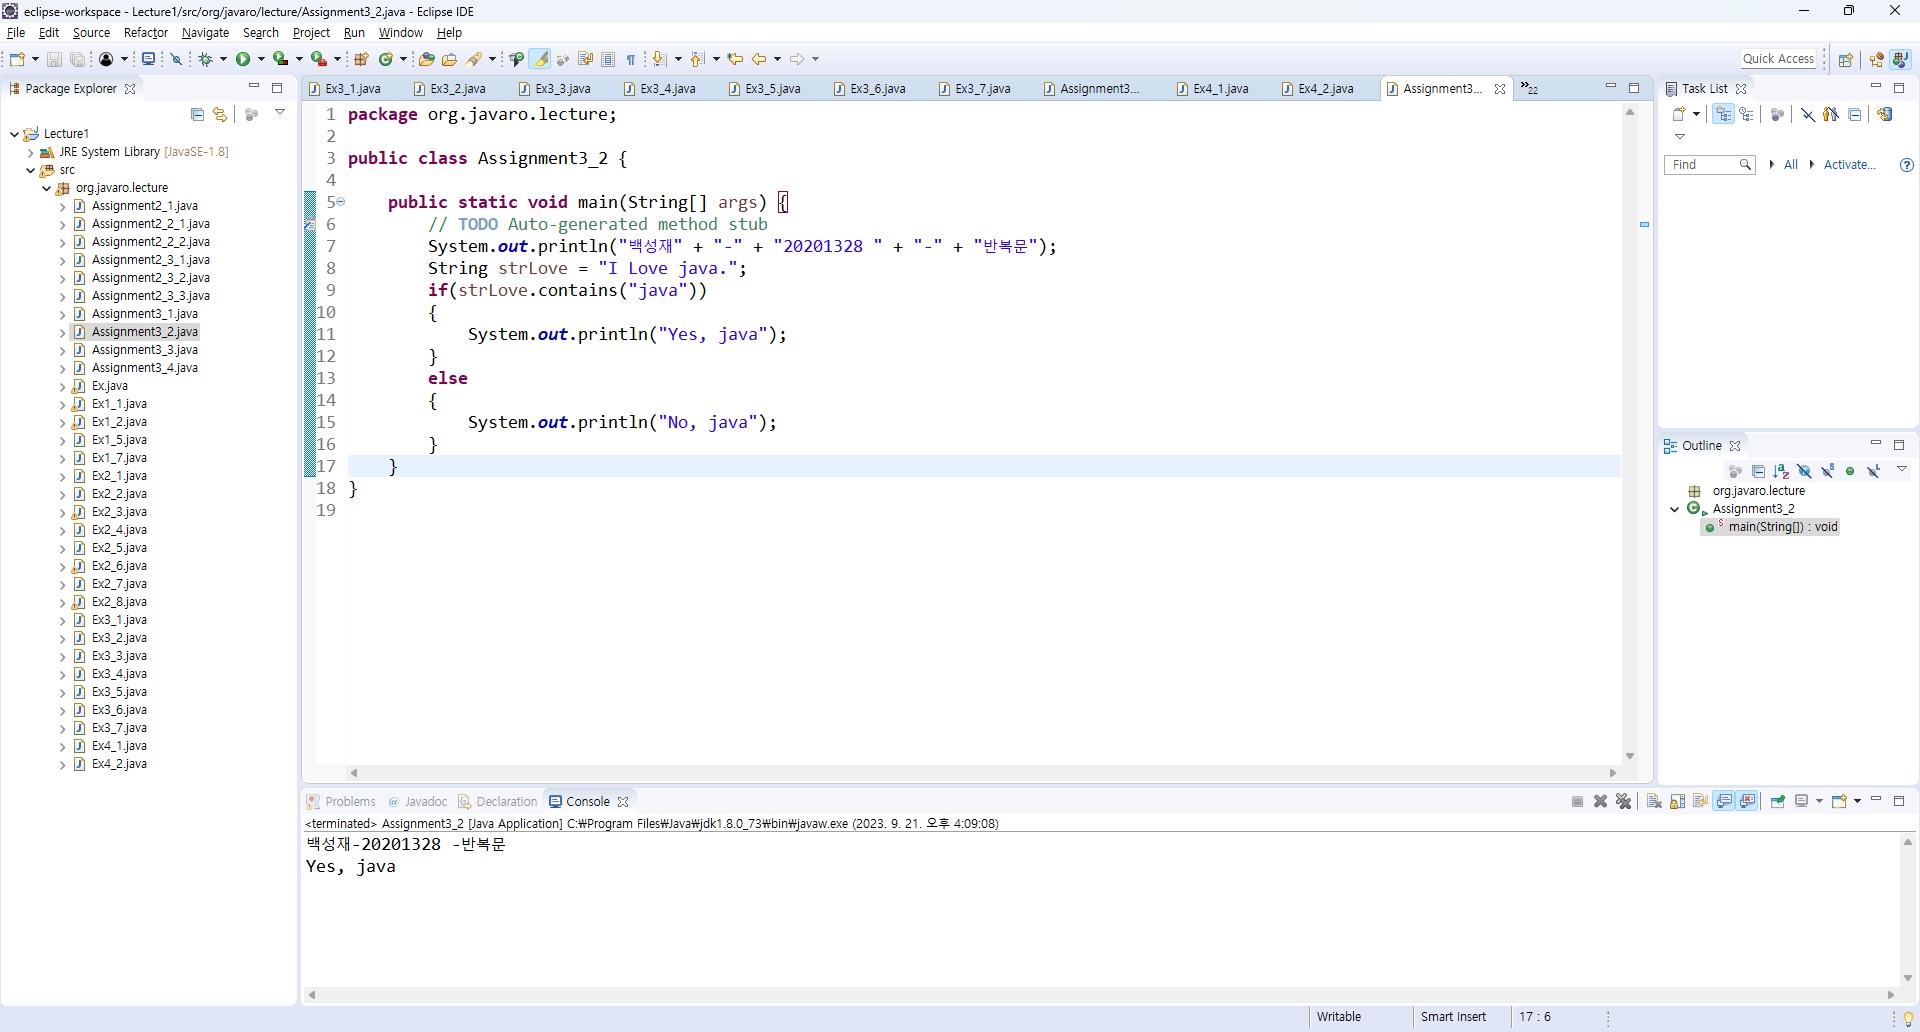 eclipse-workspace - Lecture1/src/org/javaro/lecture/Assignment3_2.java - Eclipse IDE
File Edit Source Refactor Navigate Search Project Run Window Help
Quick Access
Package Explorer
Lecture1
JRE System Library [JavaSE-1.8]
src
org.javaro.lecture
Assignment2_1.java
Assignment2_2_1.java
Assignment2_2_2.java
Assignment2_3_1.java
Assignment2_3_2.java
Assignment2_3_3.java
Assignment3_1.java
Assignment3_2.java
Assignment3_3.java
Assignment3_4.java
Ex.java
Ex1_1.java
Ex1_2.java
Ex1_5.java
Ex1_7.java
Ex2_1.java
Ex2_2.java
Ex2_3.java
Ex2_4.java
Ex2_5.java
Ex2_6.java
Ex2_7.java
Ex2_8.java
Ex3_1.java
Ex3_2.java
Ex3_3.java
Ex3_4.java
Ex3_5.java
Ex3_6.java
Ex3_7.java
Ex4_1.java
Ex4_2.java
Ex3_1.java Ex3_2.java Ex3_3.java Ex3_4.java Ex3_5.java Ex3_6.java Ex3_7.java Assignment3... Ex4_1.java Ex4_2.java Assignment3... »22
1 package org.javaro.lecture;
2
3 public class Assignment3_2 {
4
5 public static void main(String[] args) {
6 // TODO Auto-generated method stub
7 System.out.println("백성재" + "-" + "20201328 " + "-" + "반복문");
8 String strLove = "I Love java.";
9 if(strLove.contains("java"))
10 {
11 System.out.println("Yes, java");
12 }
13 else
14 {
15 System.out.println("No, java");
16 }
17 }
18 }
19
Task List
Find All Activate...
Outline
org.javaro.lecture
Assignment3_2
main(String[]) : void
Problems Javadoc Declaration Console
<terminated> Assignment3_2 [Java Application] C:₩Program Files₩Java₩jdk1.8.0_73₩bin₩javaw.exe (2023. 9. 21. 오후 4:09:08)
백성재-20201328 -반복문
Yes, java
Writable Smart Insert 17 : 6